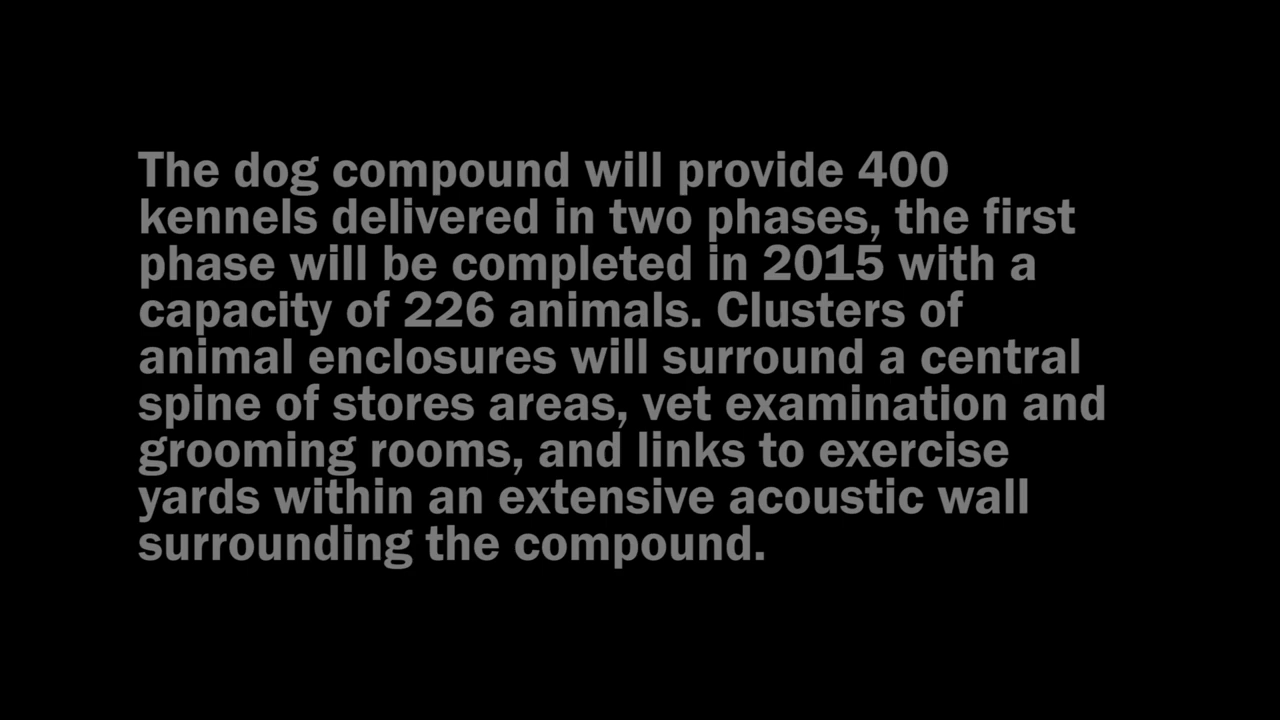 The dog compound will provide 400
kennels delivered in two phases, the first
phase will be completed in 2015 with a
capacity of 226 animals. Clusters of
animal enclosures will surround a central
spine of stores areas, vet examination and
grooming rooms, and links to exercise
yards within an extensive acoustic wall
surrounding the compound.